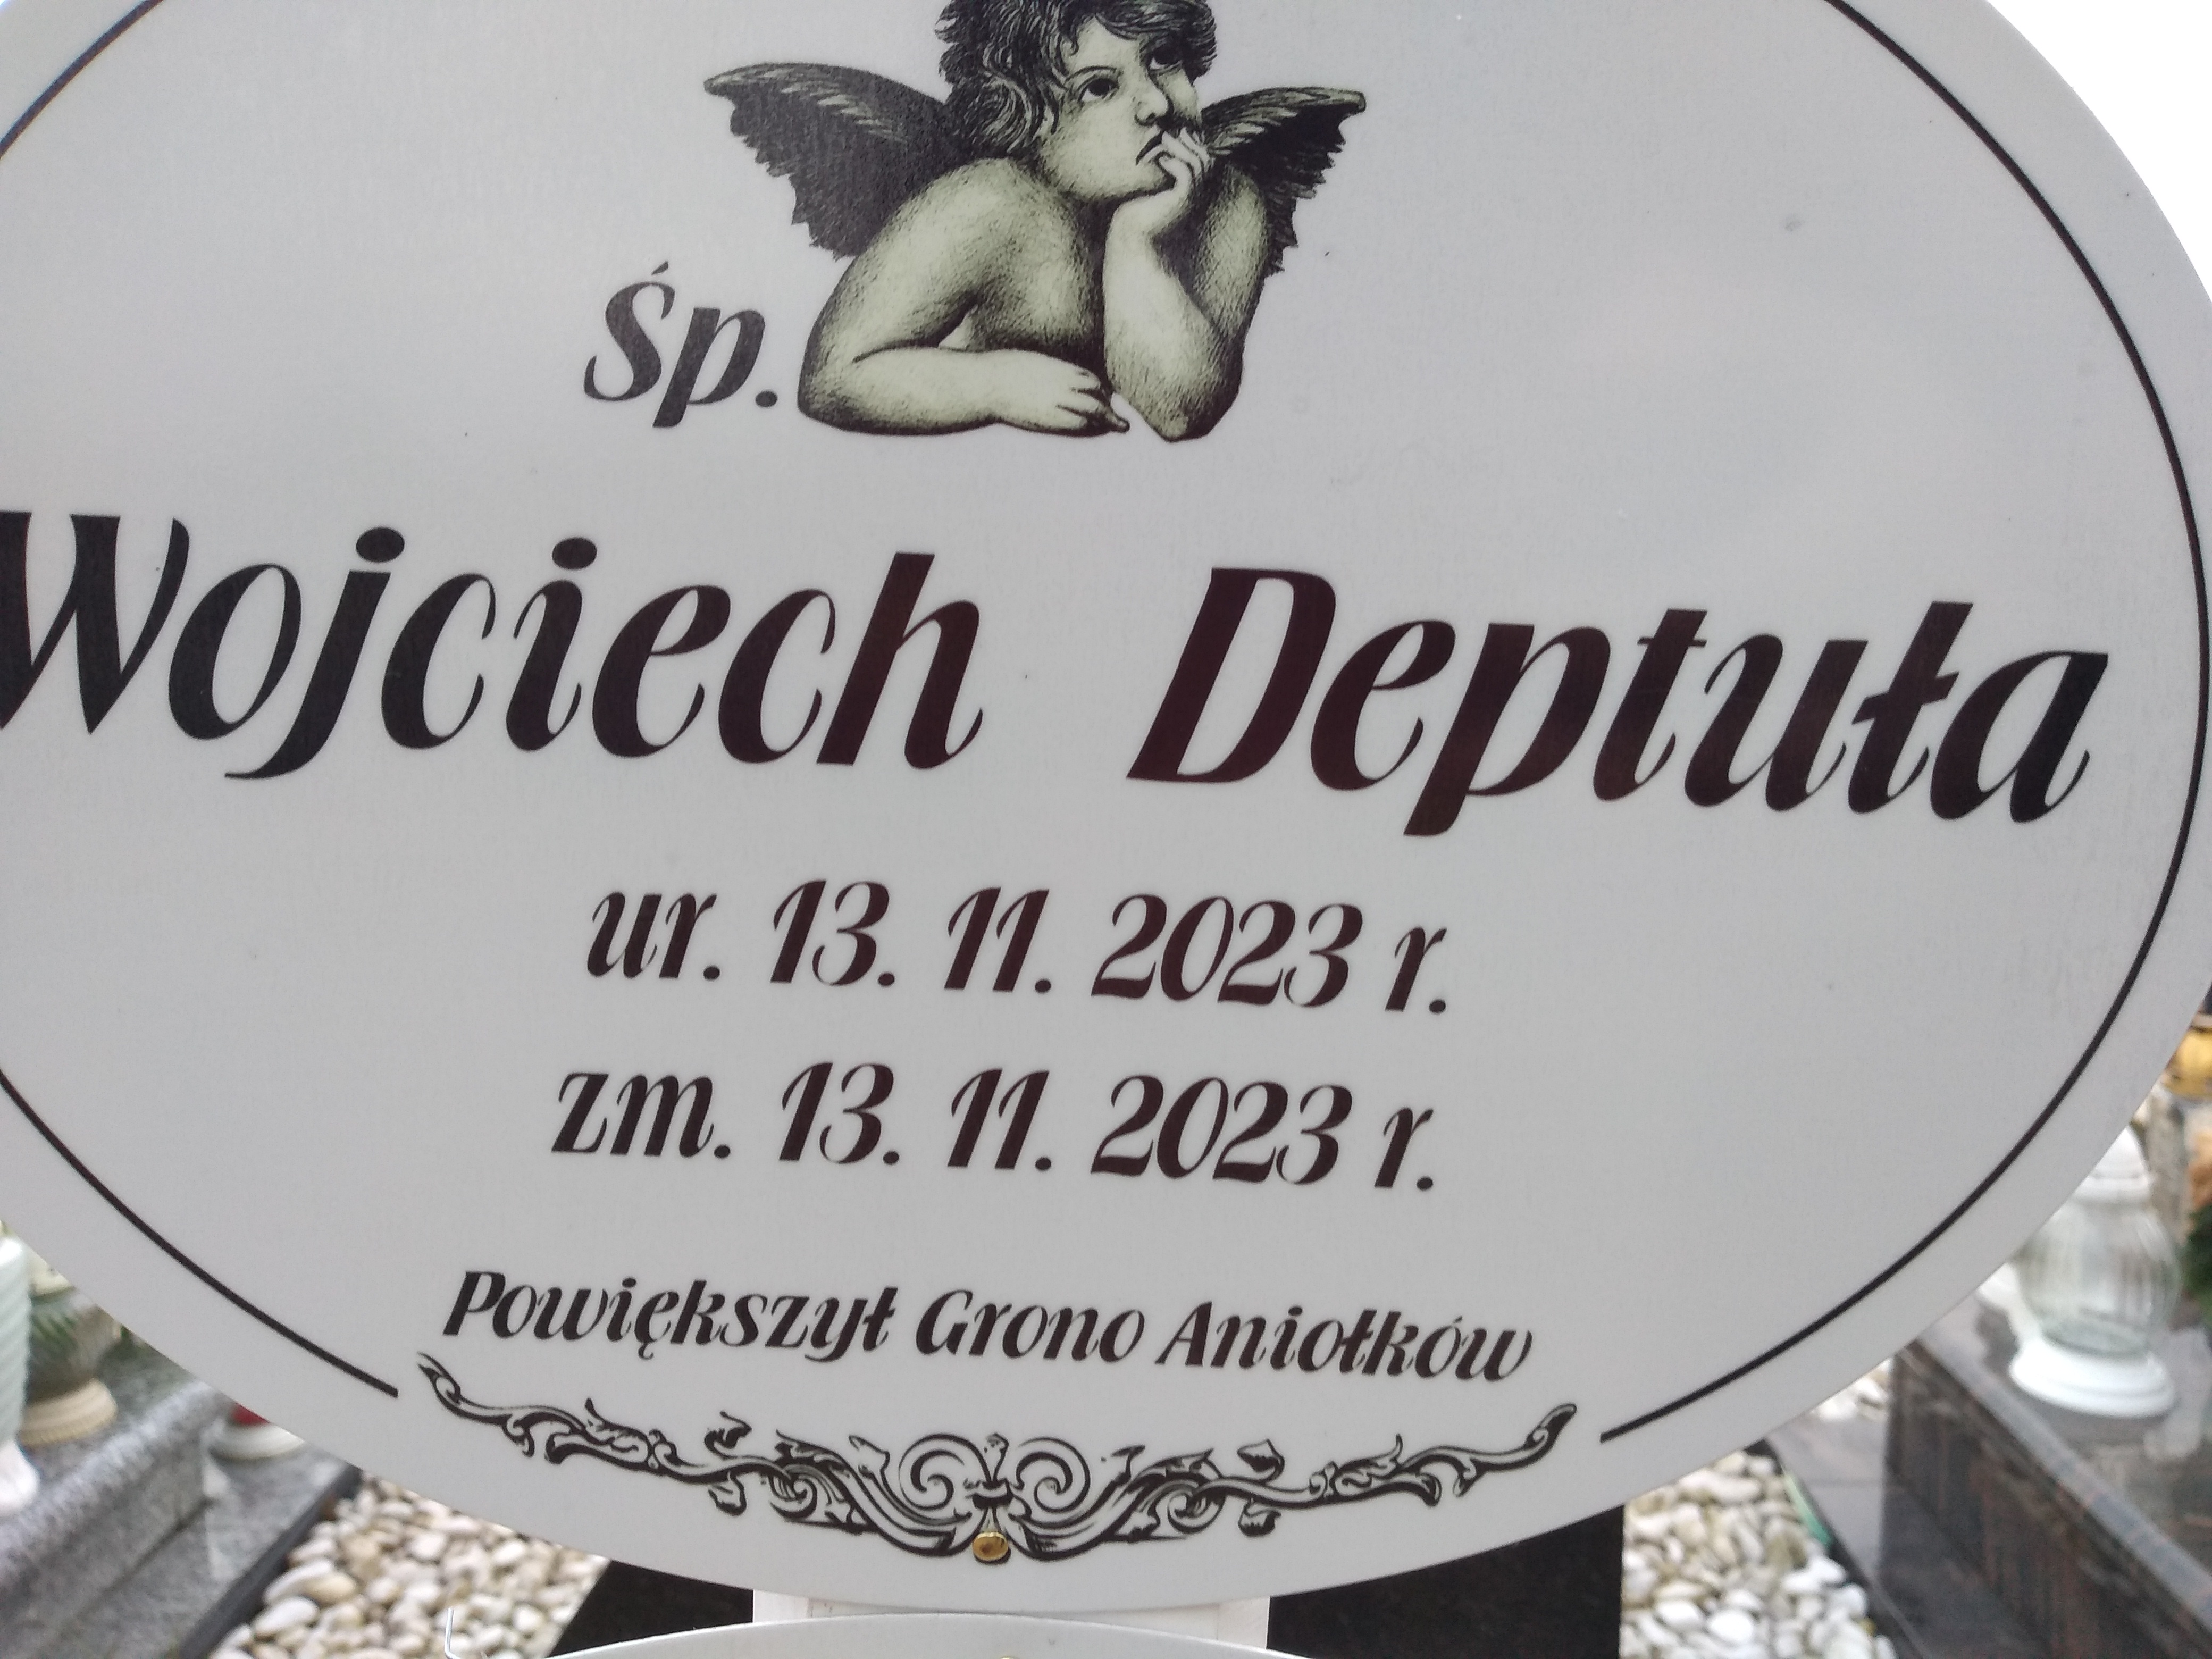 Śp.
Wojciech Deptuła
ur. 13. 11. 2023 r.
zm. 13. 11. 2023 r.
Powiększył Grono Aniołków